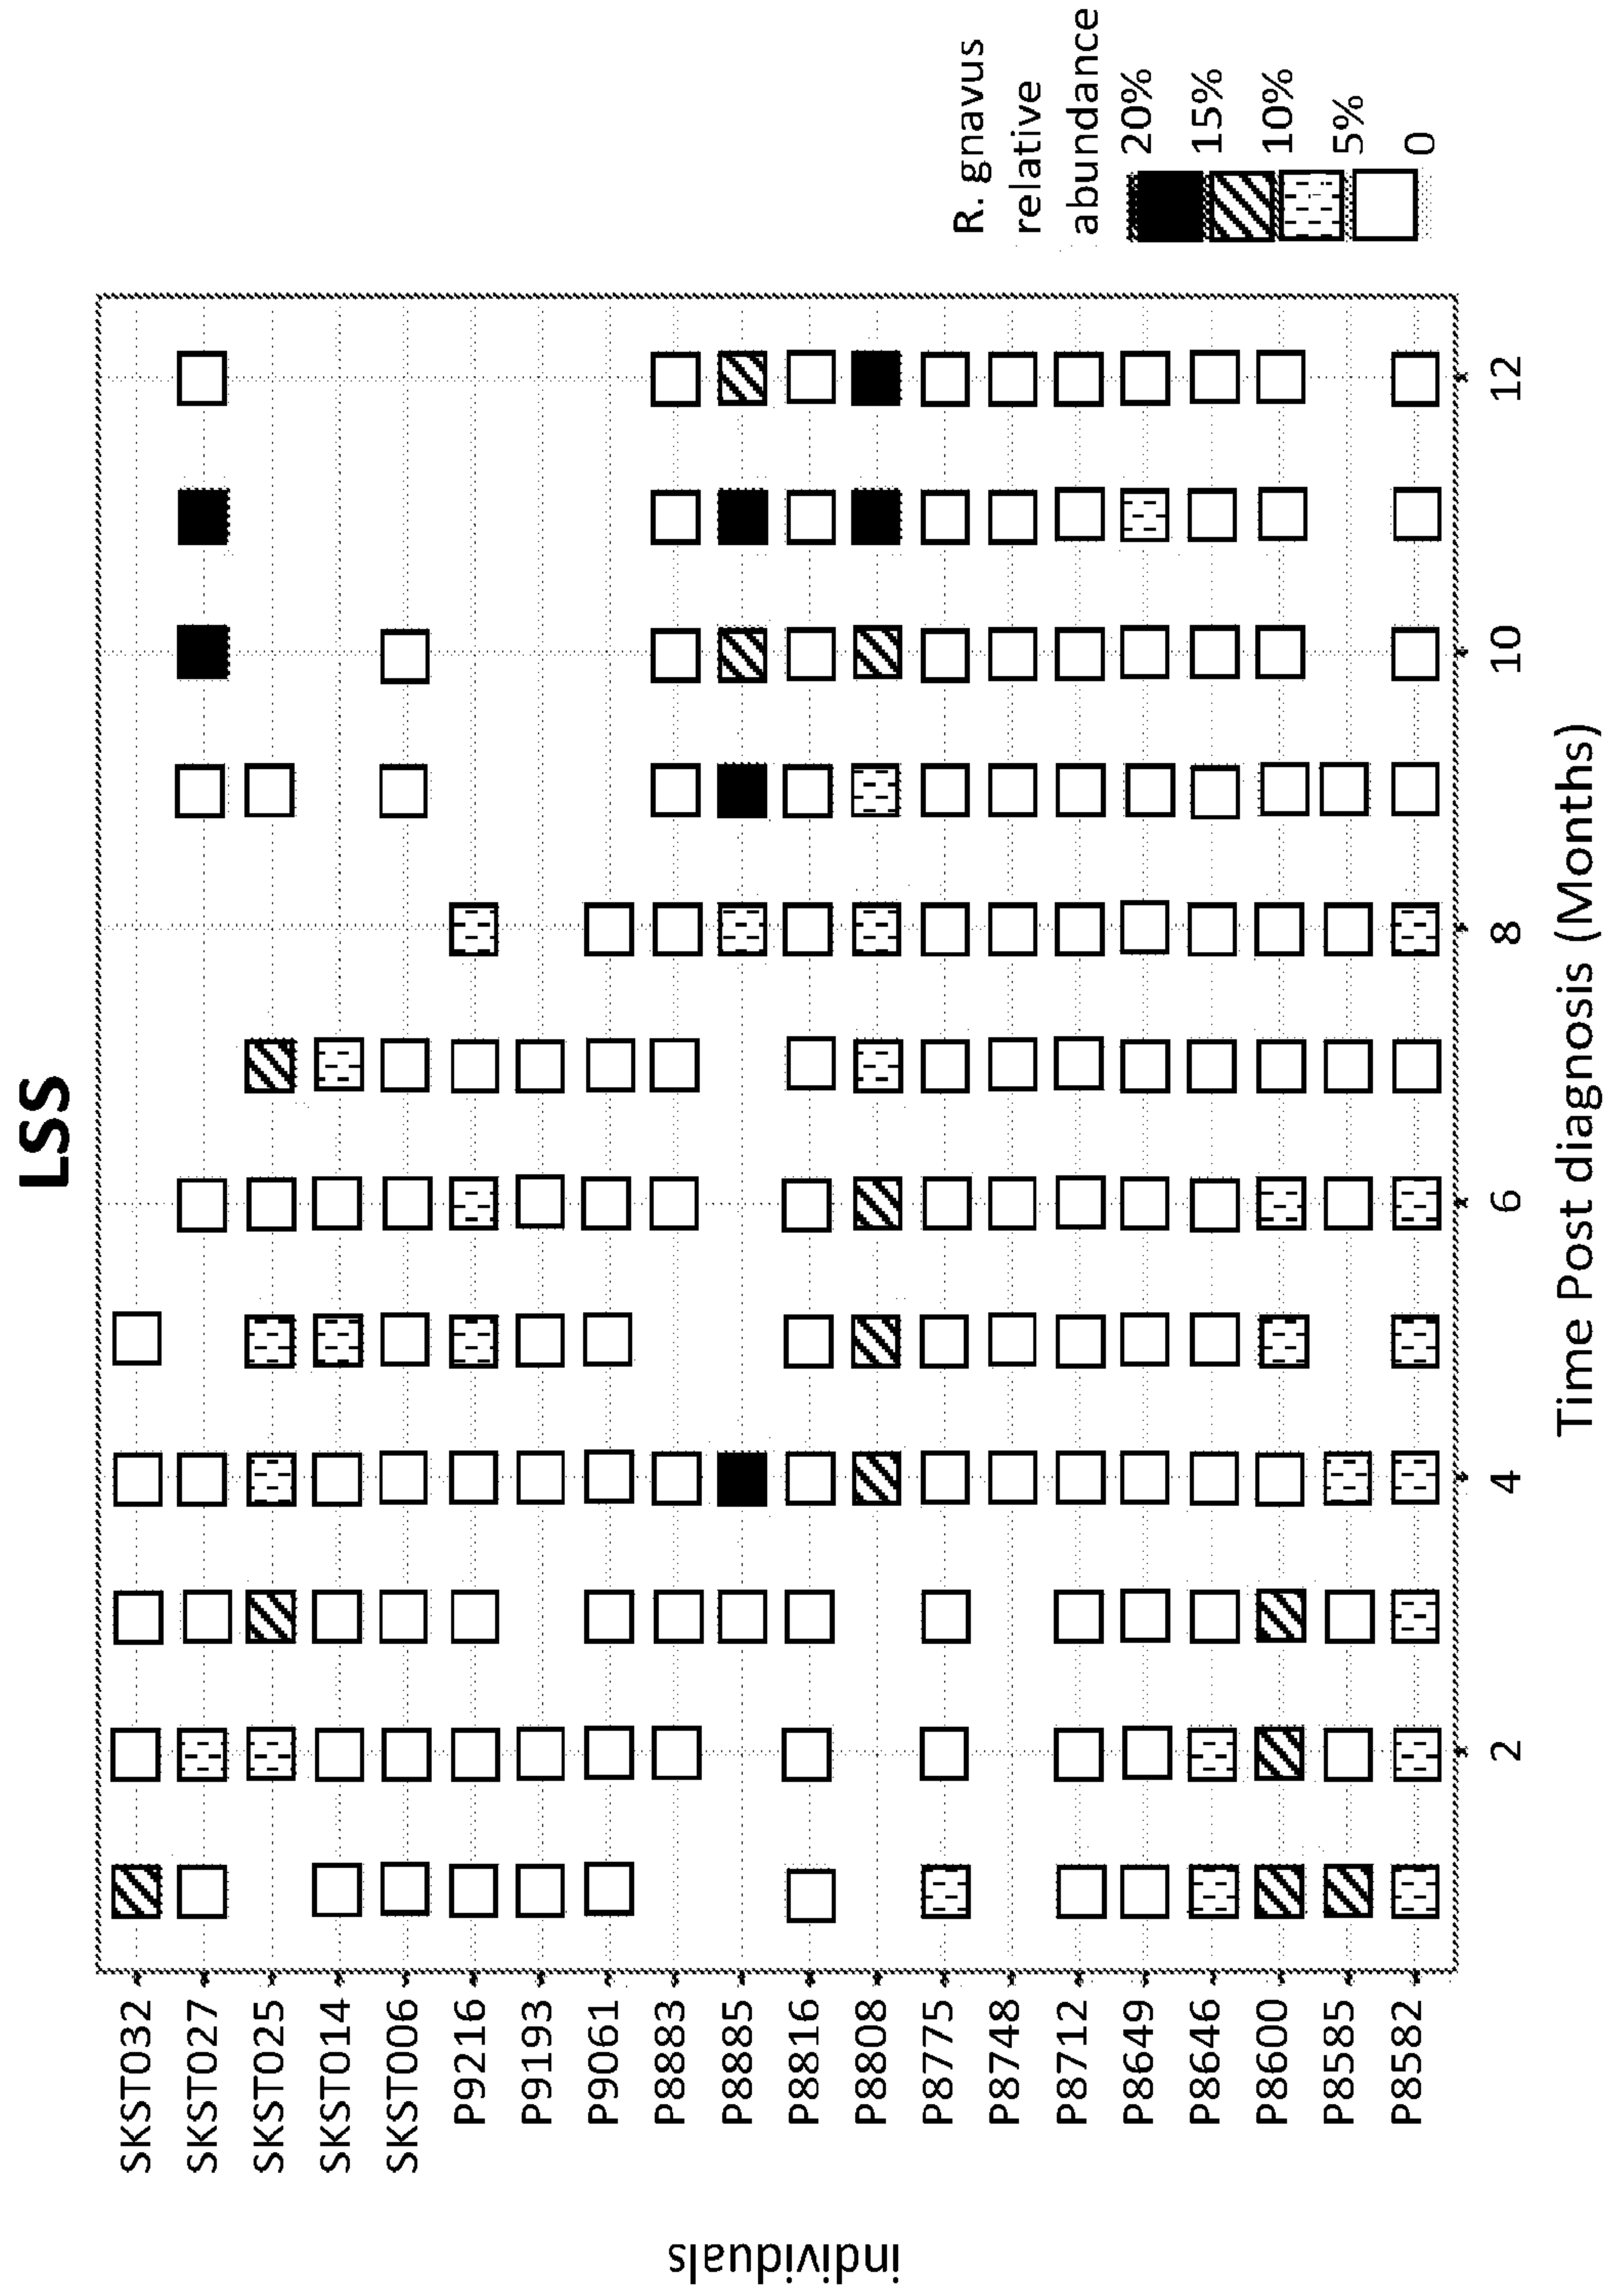 LSS
individuals
SKST032
SKST027
SKST025
SKST014
SKST006
P9216
P9193
P9061
P8883
P8885
P8816
P8808
P8775
P8748
P8712
P8649
P8646
P8600
P8585
P8582
2
4
6
8
10
12
Time Post diagnosis (Months)
R. gnavus
relative
abundance
20%
15%
10%
5%
0